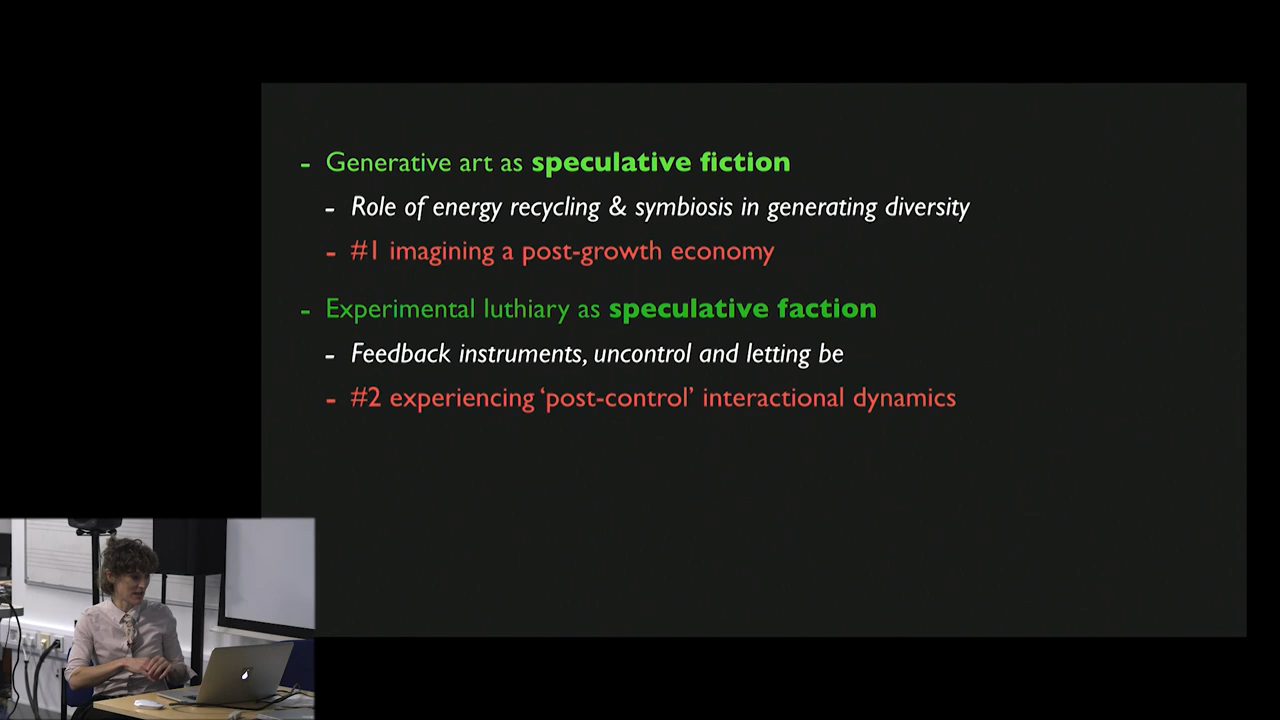 - Generative art as speculative fiction
- Role of energy recycling & symbiosis in generating diversity
- #1 imagining a post-growth economy
- Experimental luthiary as speculative faction
- Feedback instruments, uncontrol and letting be
- #2 experiencing ‘post-control’ interactional dynamics